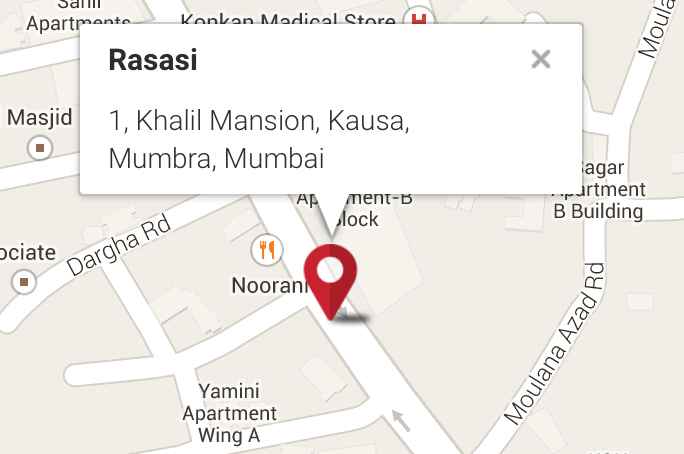 Sahil
Apartments
Konkan Madical Store
Rasasi
1, Khalil Mansion, Kausa,
Mumbra, Mumbai
Masjid
Apartment-B
Block
Sagar
Apartment
B Building
Dargha Rd
ociate
Noorani
Moulana Azad Rd
Moula
Yamini
Apartment
Wing A